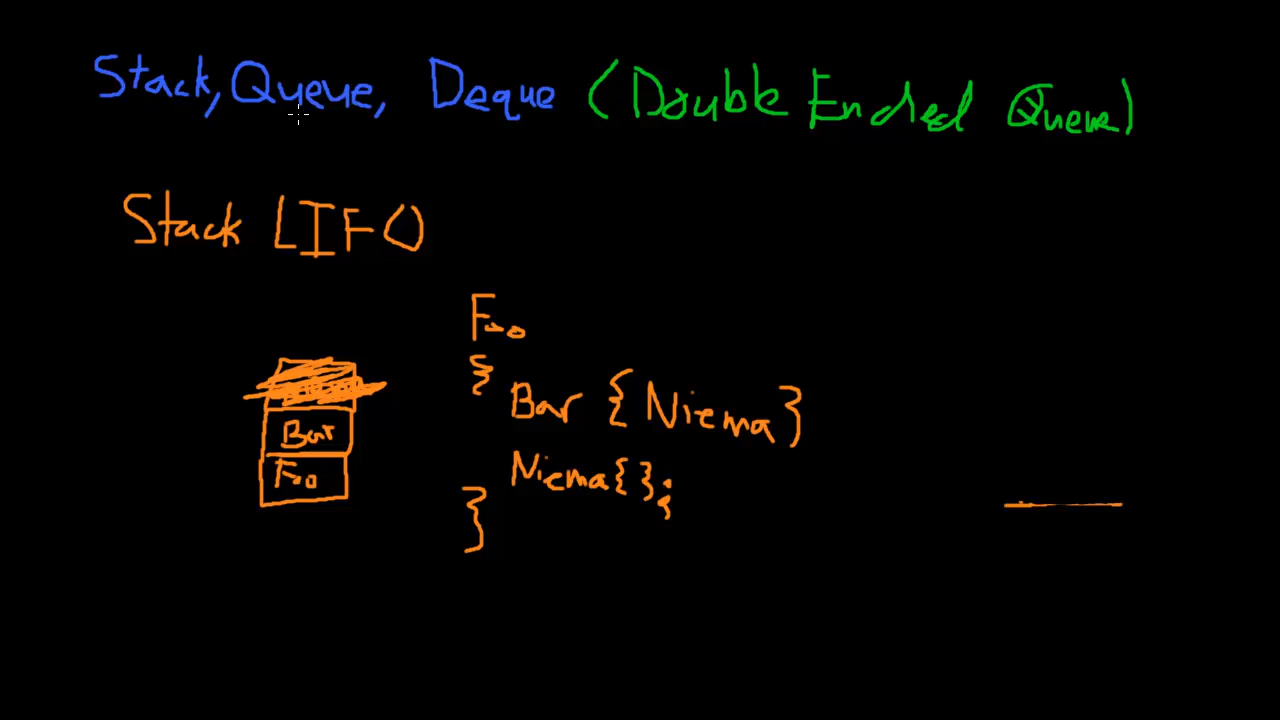 Stack, Queue, Deque (Double Ended Queue)
Stack LIFO
Foo
{
Bar {Niema}
Niema{};
}
Bar
Foo